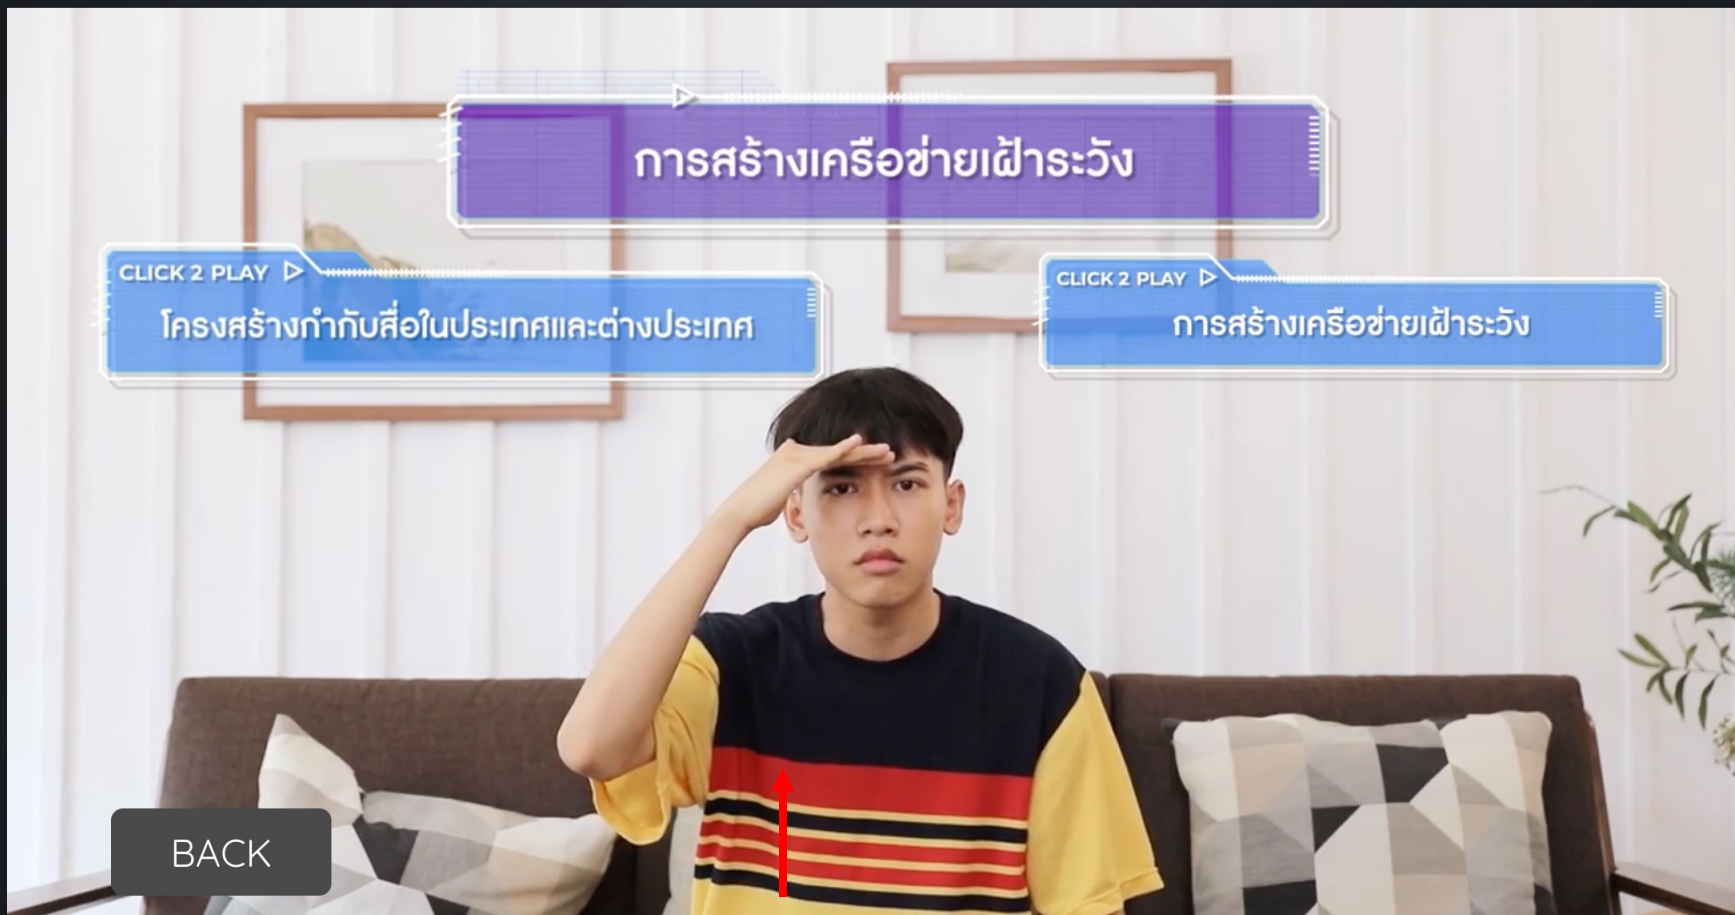 การสร้างเครือข่ายเฝ้าระวัง
CLICK 2 PLAY
โครงสร้างกำกับสื่อในประเทศและต่างประเทศ
CLICK 2 PLAY
การสร้างเครือข่ายเฝ้าระวัง
BACK